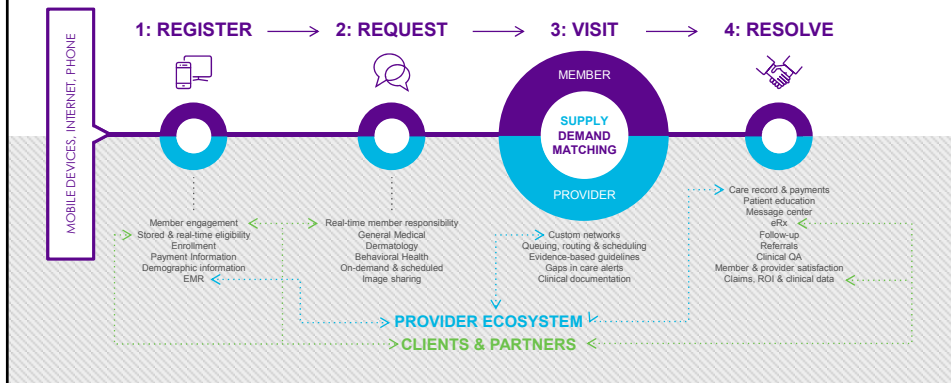 MOBILE DEVICES, INTERNET, PHONE
1: REGISTER
2: REQUEST
3: VISIT
4: RESOLVE
MEMBER
SUPPLY
DEMAND
MATCHING
PROVIDER
Member engagement
Stored & real-time eligibility
Enrollment
Payment Information
Demographic information
EMR
Real-time member responsibility
General Medical
Dermatology
Behavioral Health
On-demand & scheduled
Image sharing
Custom networks
Queuing, routing & scheduling
Evidence-based guidelines
Gaps in care alerts
Clinical documentation
Care record & payments
Patient education
Message center
eRx
Follow-up
Referrals
Clinical QA
Member & provider satisfaction
Claims, ROI & clinical data
PROVIDER ECOSYSTEM
CLIENTS & PARTNERS